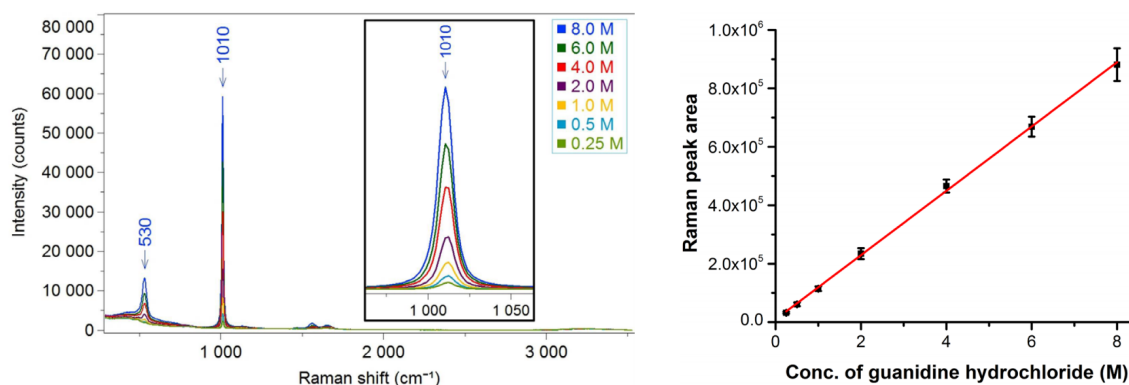 80 000
70 000
60 000
50 000
40 000
30 000
20 000
10 000
0
Intensity (counts)
530
1010
1 000
2 000
3 000
Raman shift (cm⁻¹)
1010
1 000
1 050
8.0 M
6.0 M
4.0 M
2.0 M
1.0 M
0.5 M
0.25 M
1.0x10⁶
8.0x10⁵
6.0x10⁵
4.0x10⁵
2.0x10⁵
0.0
Raman peak area
0
2
4
6
8
Conc. of guanidine hydrochloride (M)